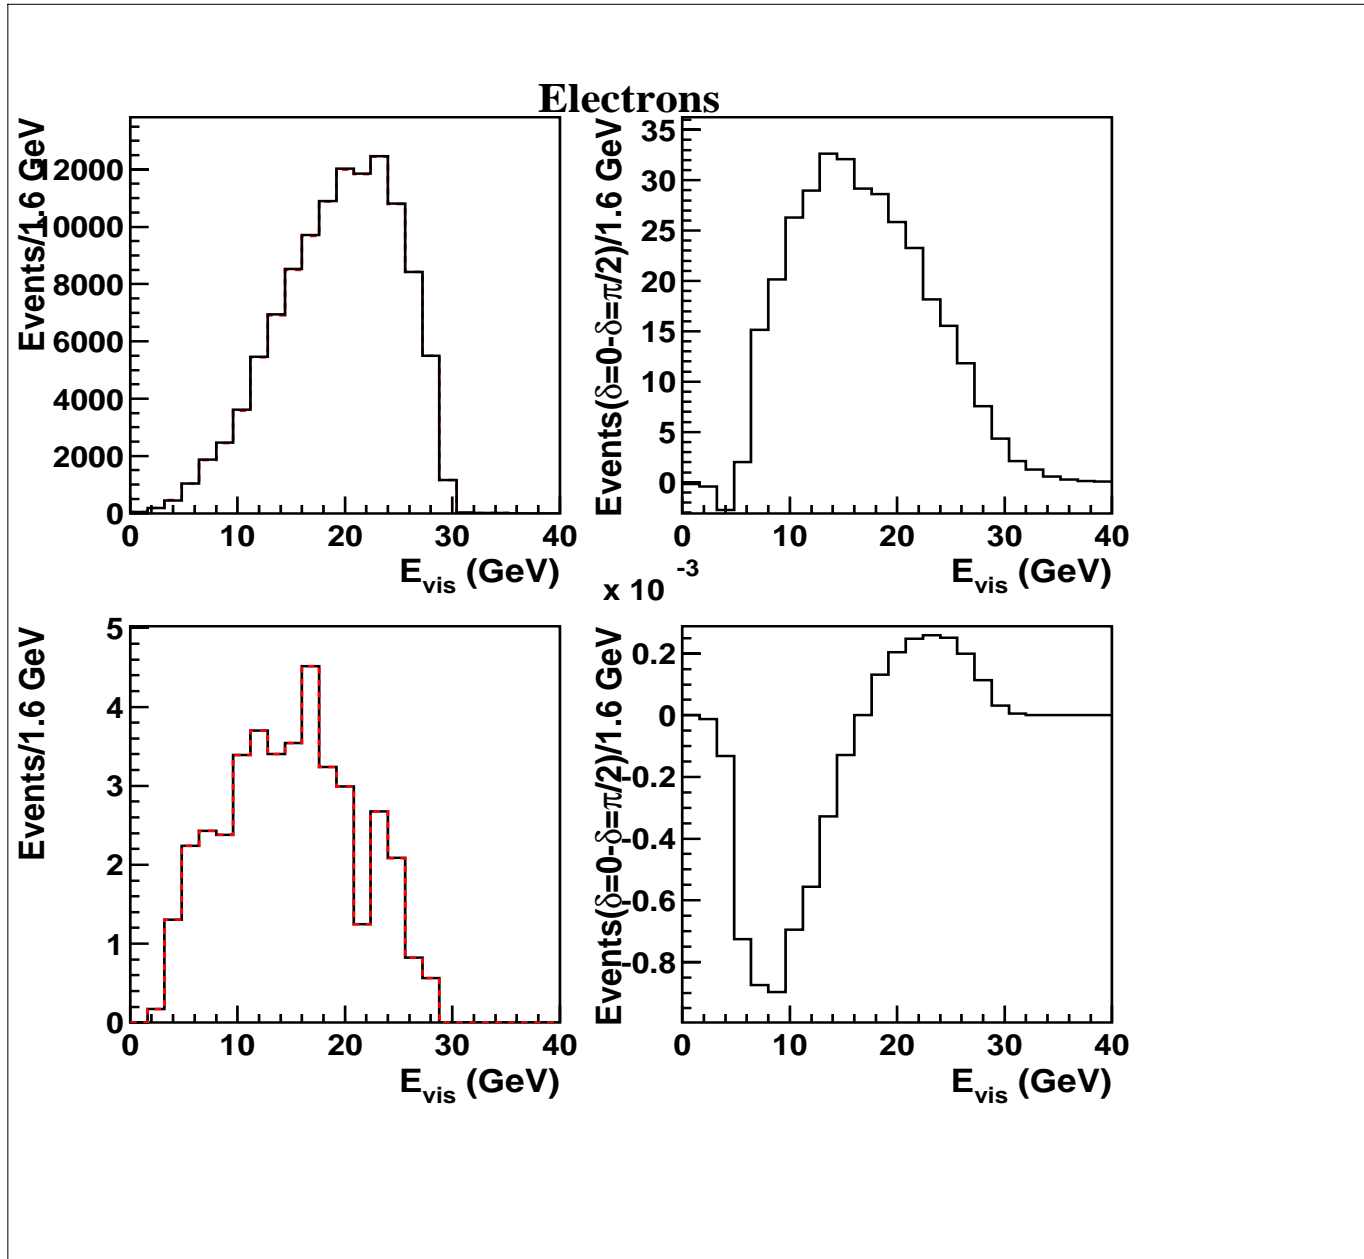 Electrons
Events/1.6 GeV
12000
10000
8000
6000
4000
2000
0
0 10 20 30 40
E_vis (GeV)
Events(δ=0-δ=π/2)/1.6 GeV
35
30
25
20
15
10
5
0
0 10 20 30 40
E_vis (GeV)
Events/1.6 GeV
5
4
3
2
1
0
0 10 20 30 40
E_vis (GeV)
x 10 -3
Events(δ=0-δ=π/2)/1.6 GeV
0.2
0
-0.2
-0.4
-0.6
-0.8
0 10 20 30 40
E_vis (GeV)